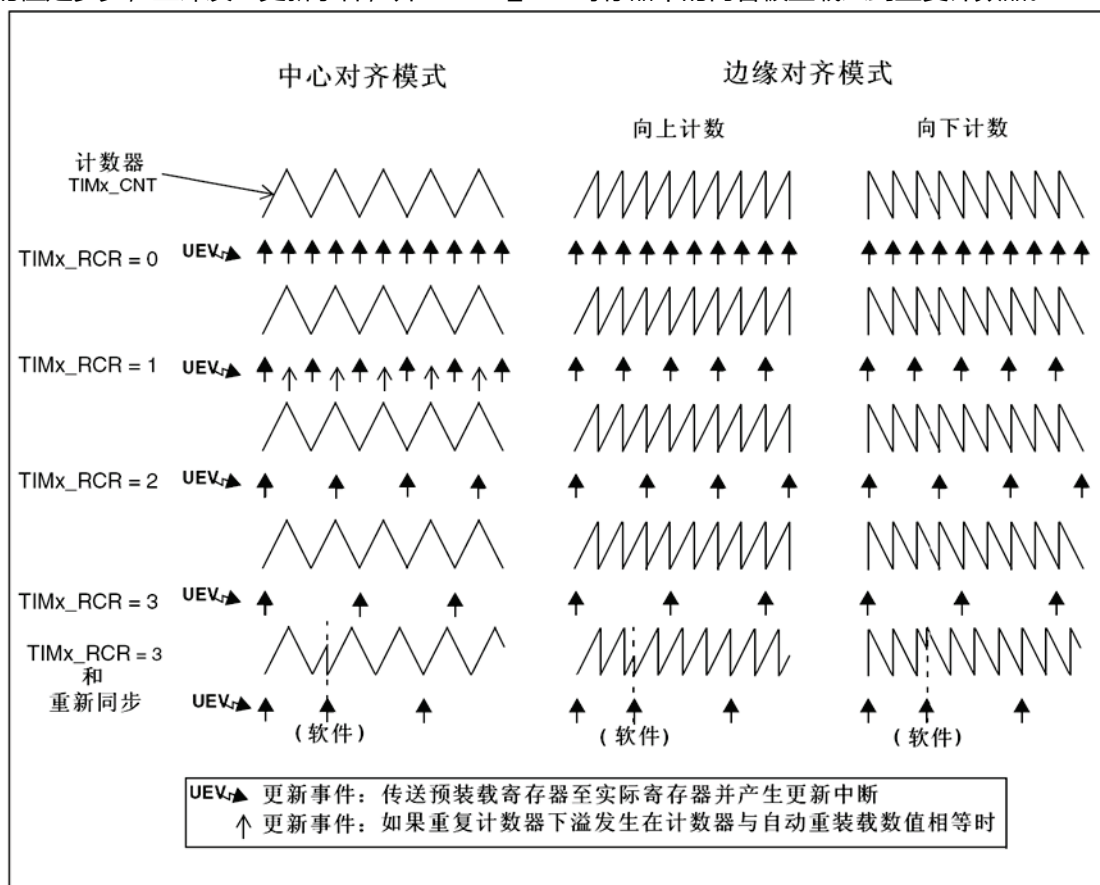 中心对齐模式
边缘对齐模式
向上计数
向下计数
计数器
TIMx_CNT
TIMx_RCR = 0
UEV
TIMx_RCR = 1
UEV
TIMx_RCR = 2
UEV
TIMx_RCR = 3
UEV
TIMx_RCR = 3
和
重新同步
UEV
(软件)
(软件)
(软件)
UEV 更新事件：传送预装载寄存器至实际寄存器并产生更新中断
更新事件：如果重复计数器下溢发生在计数器与自动重装载数值相等时